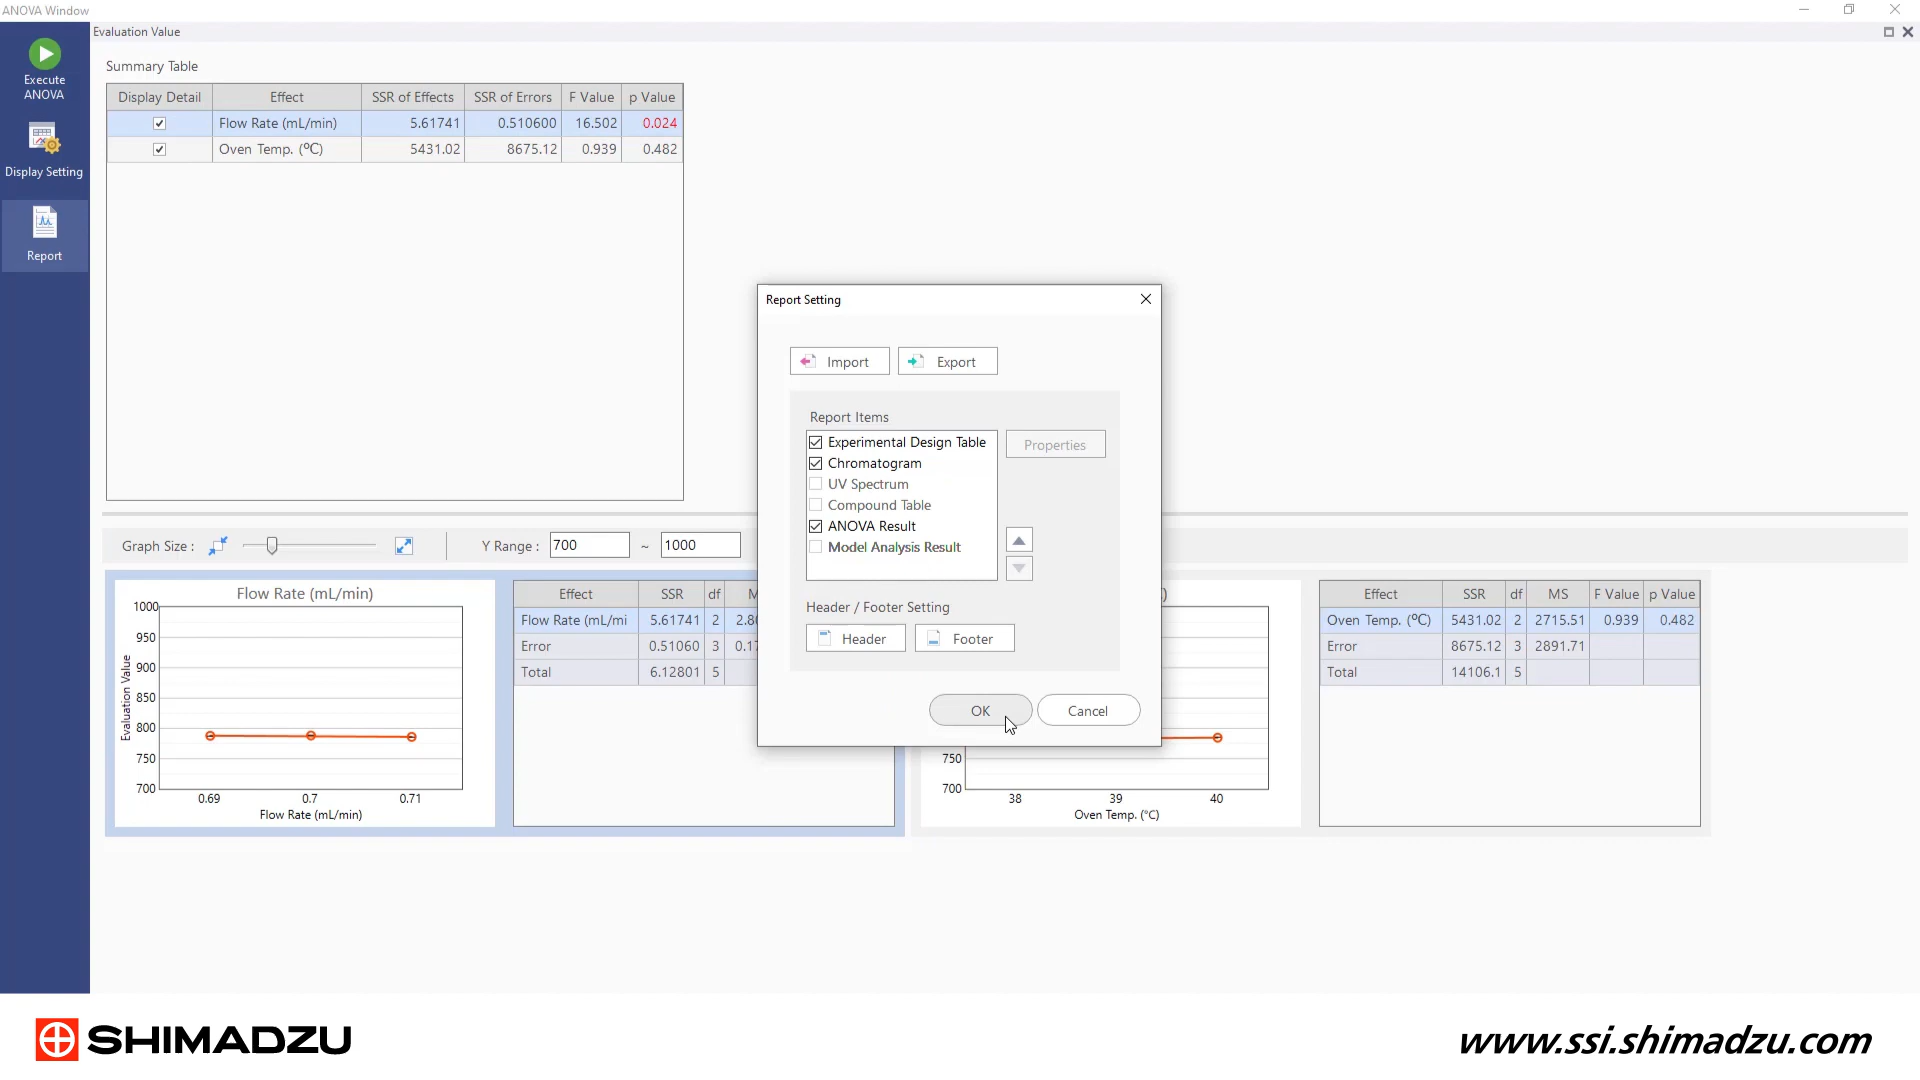 ANOVA Window
Evaluation Value
Execute
ANOVA
Display Setting
Report
Summary Table
Display Detail Effect SSR of Effects SSR of Errors F Value p Value
Flow Rate (mL/min) 5.61741 0.510600 16.502 0.024
Oven Temp. (ºC) 5431.02 8675.12 0.939 0.482
Report Setting
Import Export
Report Items
Experimental Design Table
Chromatogram
UV Spectrum
Compound Table
ANOVA Result
Model Analysis Result
Properties
Header / Footer Setting
Header Footer
OK Cancel
Graph Size : Y Range : 700 ~ 1000
Flow Rate (mL/min)
1000
950
900
850
800
750
700
Evaluation Value
0.69 0.7 0.71
Flow Rate (mL/min)
Effect SSR df
Flow Rate (mL/mi 5.61741 2
Error 0.51060 3
Total 6.12801 5
750
700
38 39 40
Oven Temp. (°C)
Effect SSR df MS F Value p Value
Oven Temp. (ºC) 5431.02 2 2715.51 0.939 0.482
Error 8675.12 3 2891.71
Total 14106.1 5
SHIMADZU
www.ssi.shimadzu.com